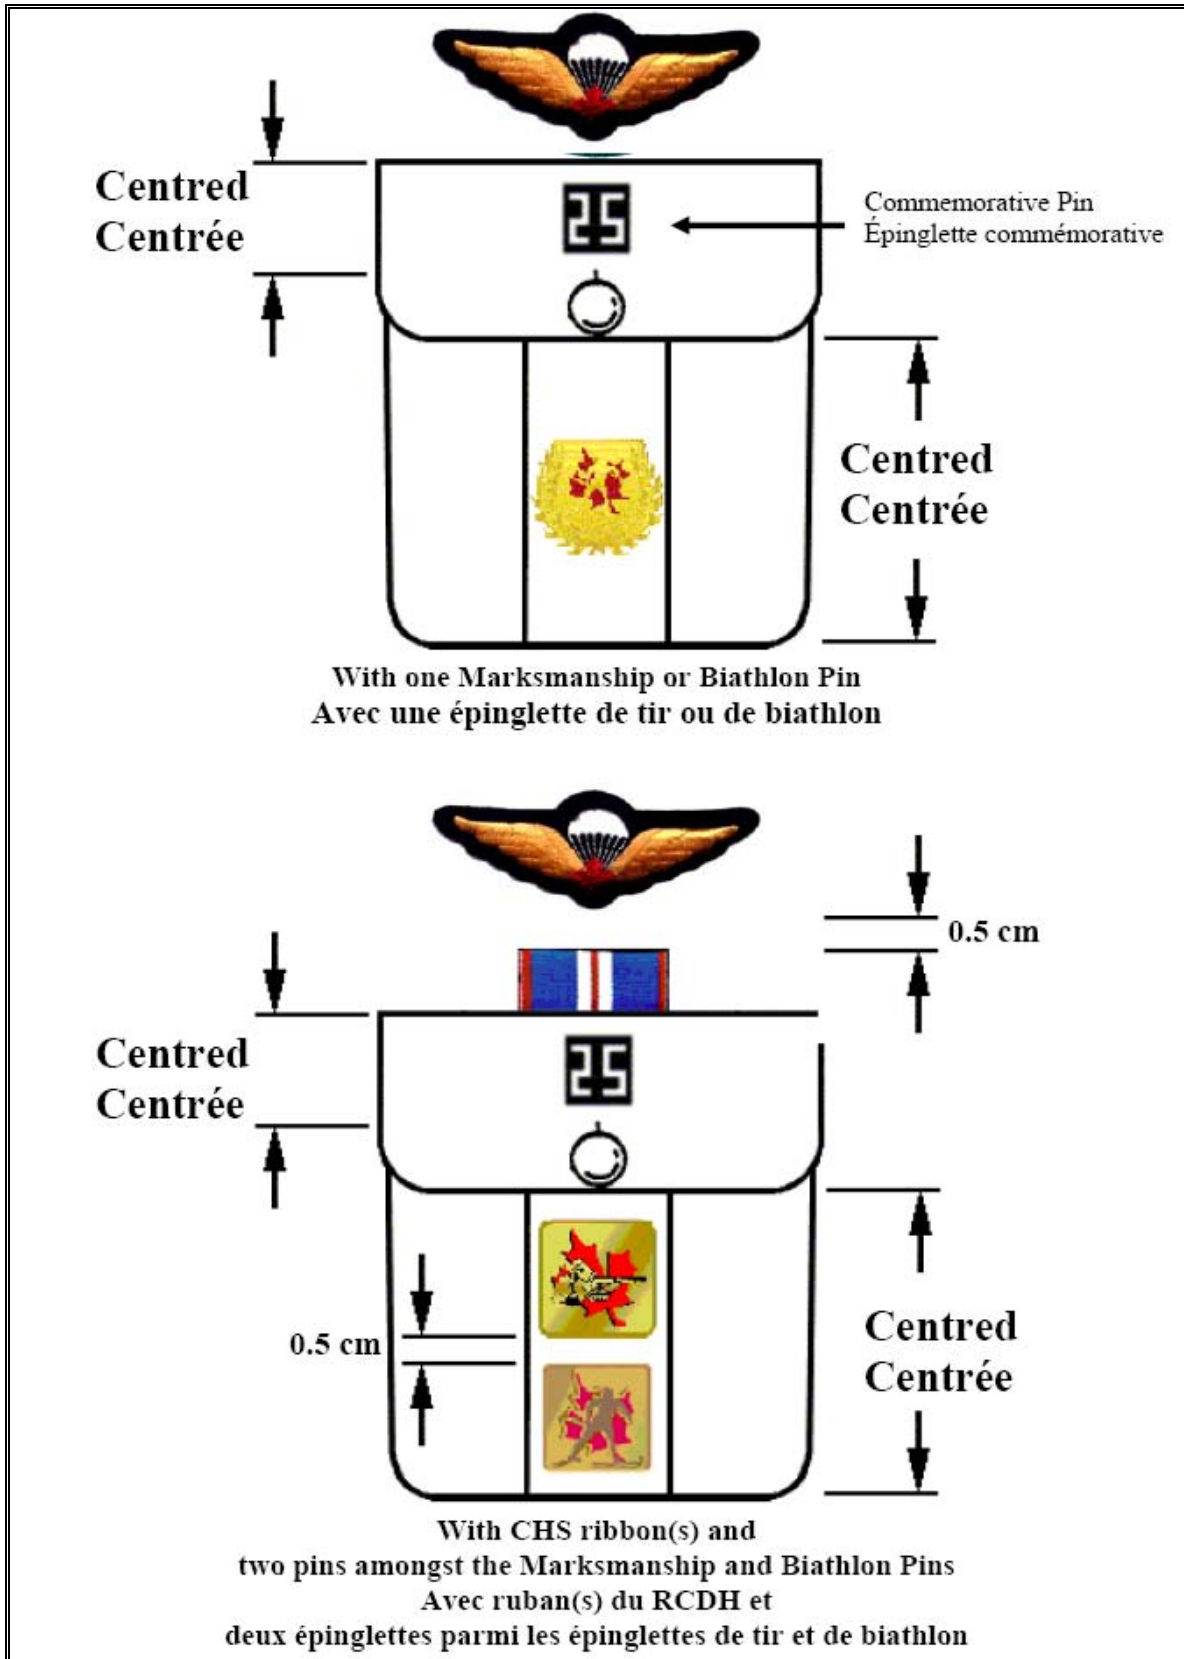 Centred
Centrée
25
Commemorative Pin
Épinglette commémorative
Centred
Centrée
With one Marksmanship or Biathlon Pin
Avec une épinglette de tir ou de biathlon
0.5 cm
Centred
Centrée
25
0.5 cm
Centred
Centrée
With CHS ribbon(s) and
two pins amongst the Marksmanship and Biathlon Pins
Avec ruban(s) du RCDH et
deux épinglettes parmi les épinglettes de tir et de biathlon